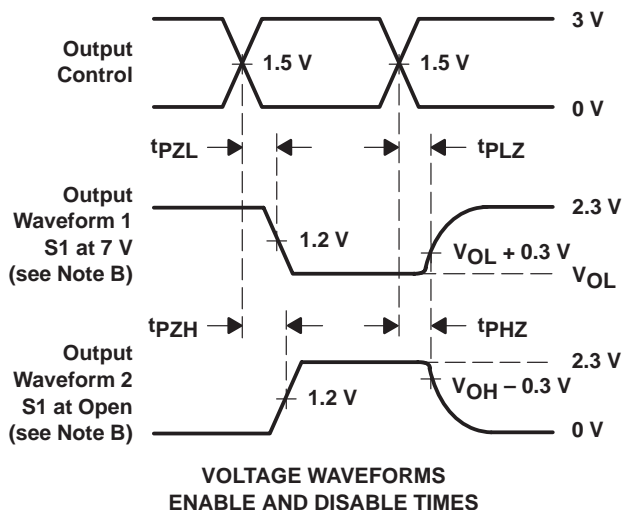 3 V
Output
Control
1.5 V
1.5 V
0 V
tPZL
tPLZ
Output
Waveform 1
S1 at 7 V
(see Note B)
2.3 V
1.2 V
VOL + 0.3 V
VOL
tPZH
tPHZ
Output
Waveform 2
S1 at Open
(see Note B)
2.3 V
1.2 V
VOH − 0.3 V
0 V
VOLTAGE WAVEFORMS
ENABLE AND DISABLE TIMES